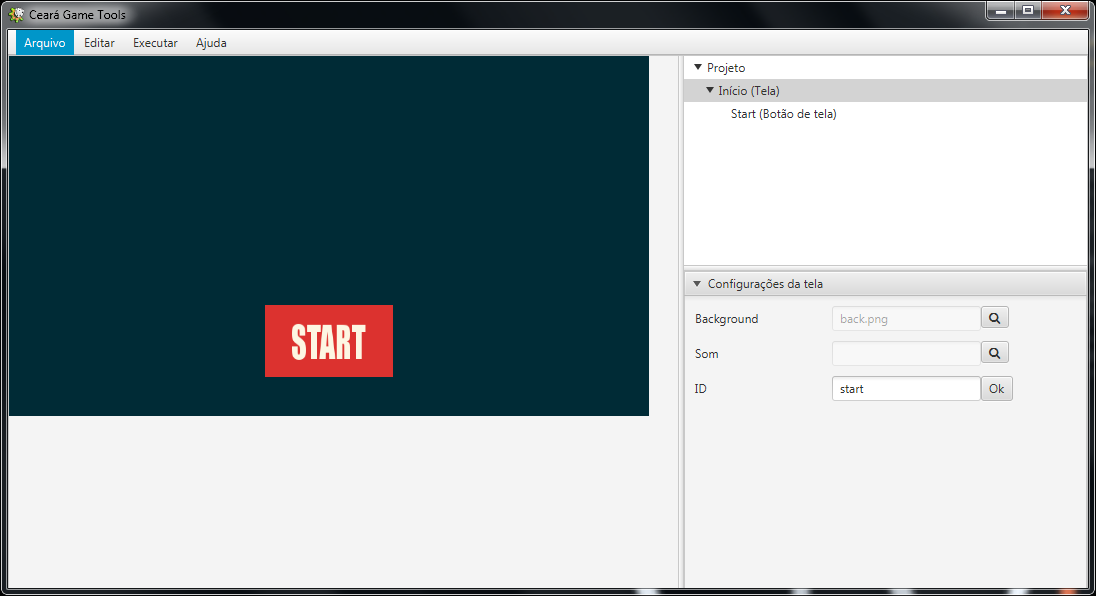 Ceará Game Tools
Arquivo Editar Executar Ajuda
START
Projeto
Início (Tela)
Start (Botão de tela)
Configurações da tela
Background back.png
Som
ID start Ok